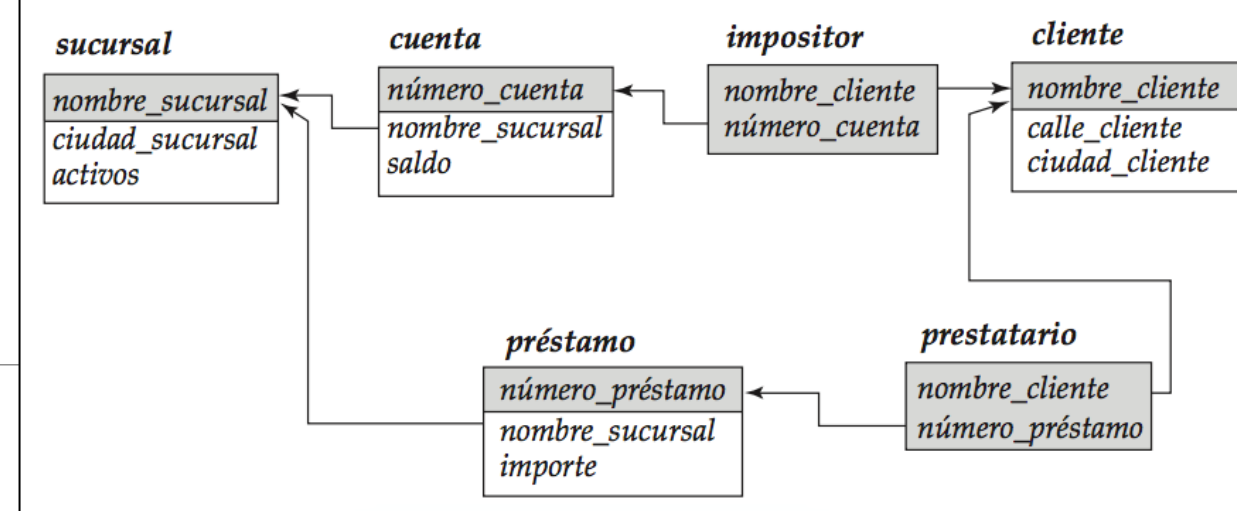 sucursal
nombre_sucursal
ciudad_sucursal
activos
cuenta
número_cuenta
nombre_sucursal
saldo
impositor
nombre_cliente
número_cuenta
cliente
nombre_cliente
calle_cliente
ciudad_cliente
préstamo
número_préstamo
nombre_sucursal
importe
prestatario
nombre_cliente
número_préstamo